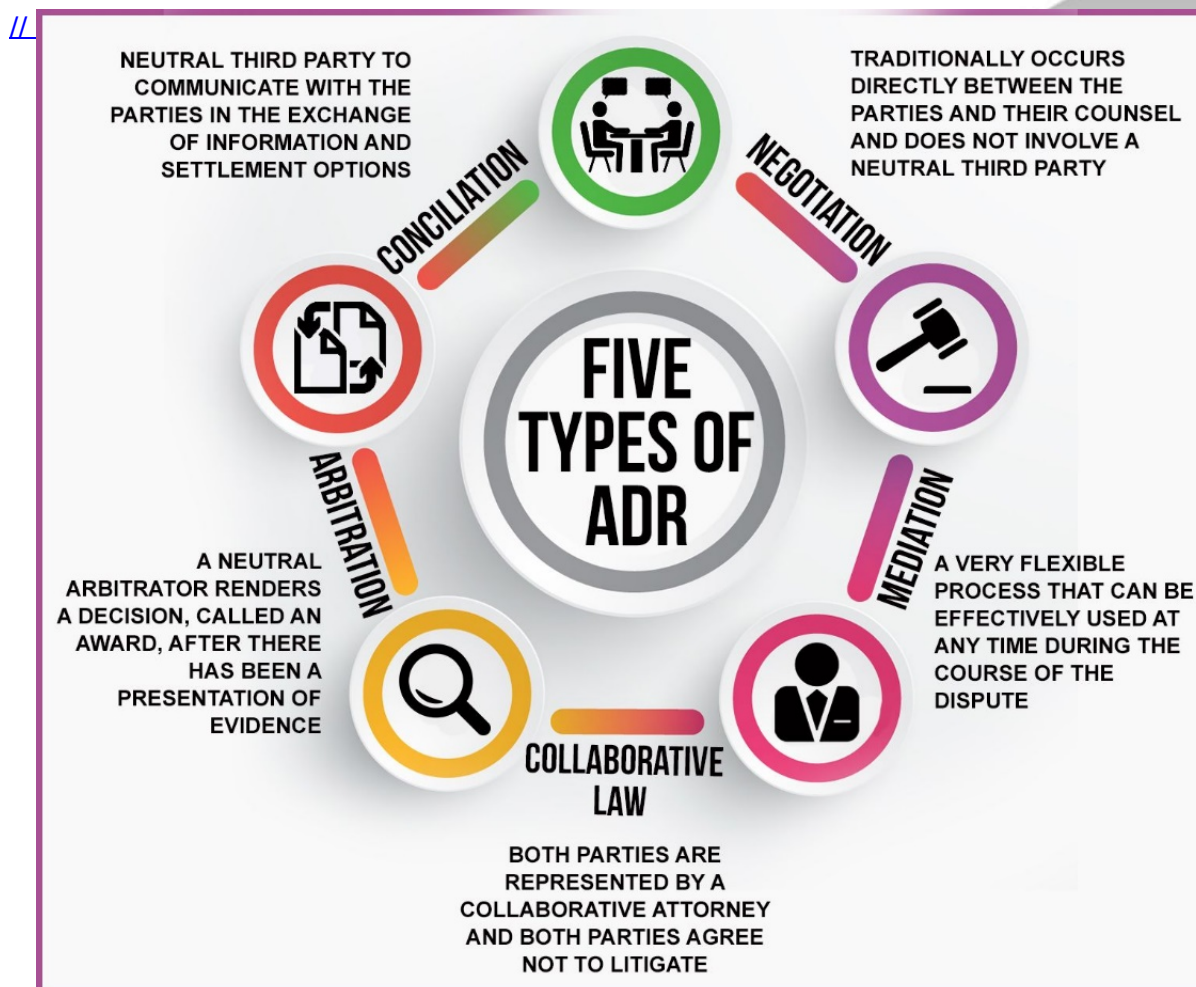 //
NEUTRAL THIRD PARTY TO
COMMUNICATE WITH THE
PARTIES IN THE EXCHANGE
OF INFORMATION AND
SETTLEMENT OPTIONS
CONCILIATION
TRADITIONALLY OCCURS
DIRECTLY BETWEEN THE
PARTIES AND THEIR COUNSEL
AND DOES NOT INVOLVE A
NEUTRAL THIRD PARTY
NEGOTIATION
FIVE
TYPES OF
ADR
ARBITRATION
A NEUTRAL
ARBITRATOR RENDERS
A DECISION, CALLED AN
AWARD, AFTER THERE
HAS BEEN A
PRESENTATION OF
EVIDENCE
MEDIATION
A VERY FLEXIBLE
PROCESS THAT CAN BE
EFFECTIVELY USED AT
ANY TIME DURING THE
COURSE OF THE
DISPUTE
COLLABORATIVE
LAW
BOTH PARTIES ARE
REPRESENTED BY A
COLLABORATIVE ATTORNEY
AND BOTH PARTIES AGREE
NOT TO LITIGATE